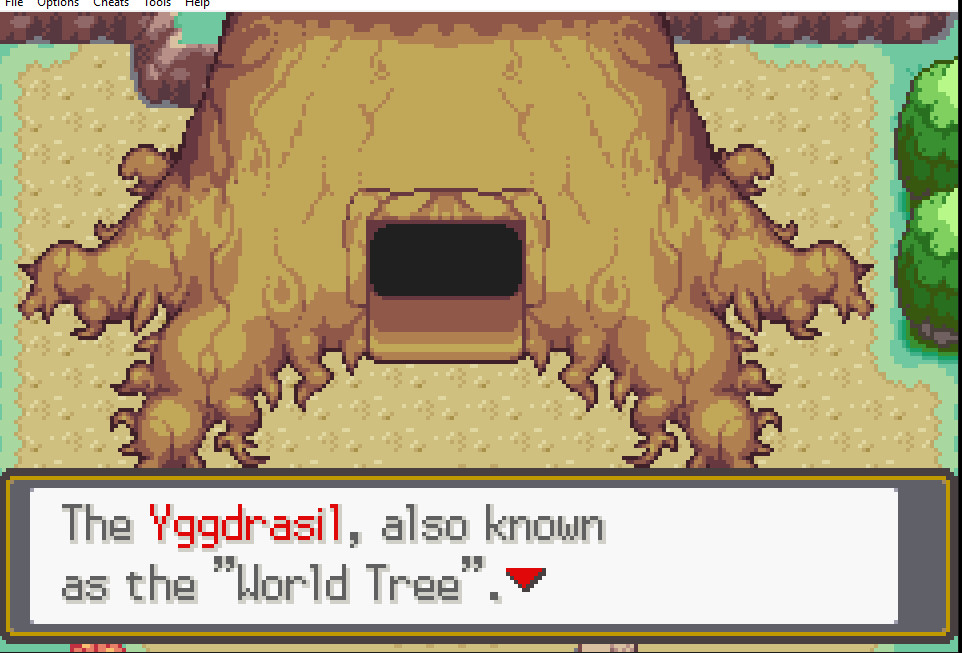 File Options Cheats Tools Help
The Yggdrasil, also known
as the "World Tree".